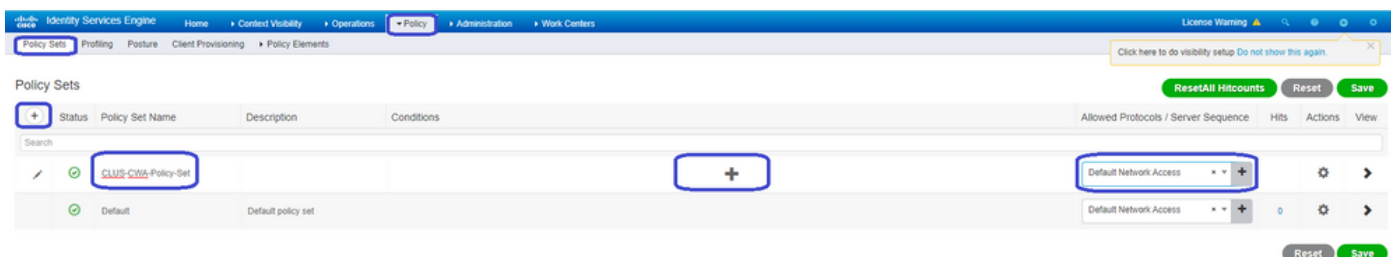 cisco Identity Services Engine Home Context Visibility Operations Policy Administration Work Centers License Warning
Policy Sets Profiling Posture Client Provisioning Policy Elements
Click here to do visibility setup Do not show this again.
Policy Sets
ResetAll Hitcounts Reset Save
+ Status Policy Set Name Description Conditions Allowed Protocols / Server Sequence Hits Actions View
Search
CLUS-CWA-Policy-Set + Default Network Access × +
Default Default policy set Default Network Access × + 0
Reset Save